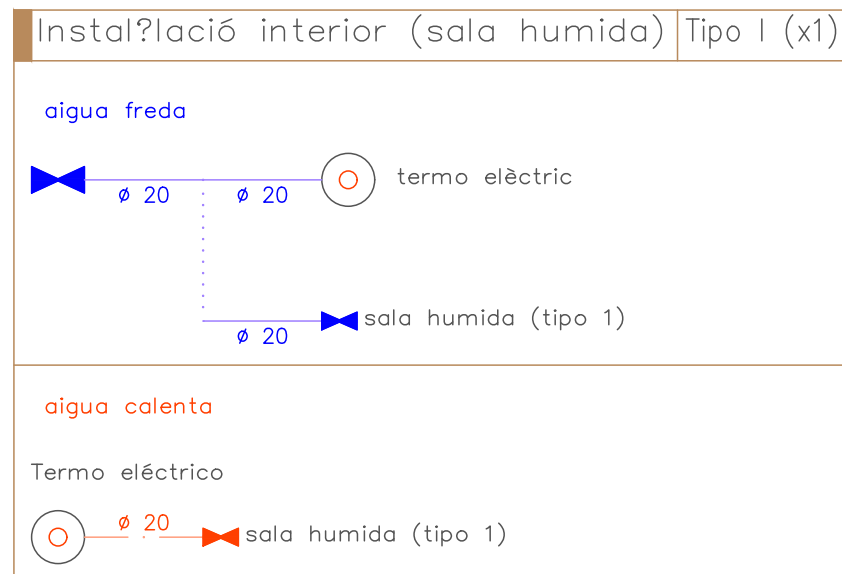 Instal?lació interior (sala humida) Tipo I (x1)
aigua freda
termo elèctric
ø 20 ø 20
sala humida (tipo 1)
ø 20
aigua calenta
Termo eléctrico
ø 20
sala humida (tipo 1)